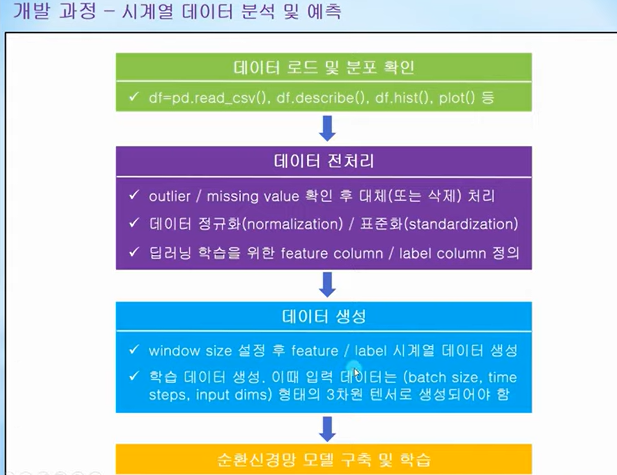 개발 과정 – 시계열 데이터 분석 및 예측
데이터 로드 및 분포 확인
✓ df=pd.read_csv(), df.describe(), df.hist(), plot() 등
데이터 전처리
✓ outlier / missing value 확인 후 대체(또는 삭제) 처리
✓ 데이터 정규화(normalization) / 표준화(standardization)
✓ 딥러닝 학습을 위한 feature column / label column 정의
데이터 생성
✓ window size 설정 후 feature / label 시계열 데이터 생성
✓ 학습 데이터 생성. 이때 입력 데이터는 (batch size, time
steps, input dims) 형태의 3차원 텐서로 생성되어야 함
순환신경망 모델 구축 및 학습